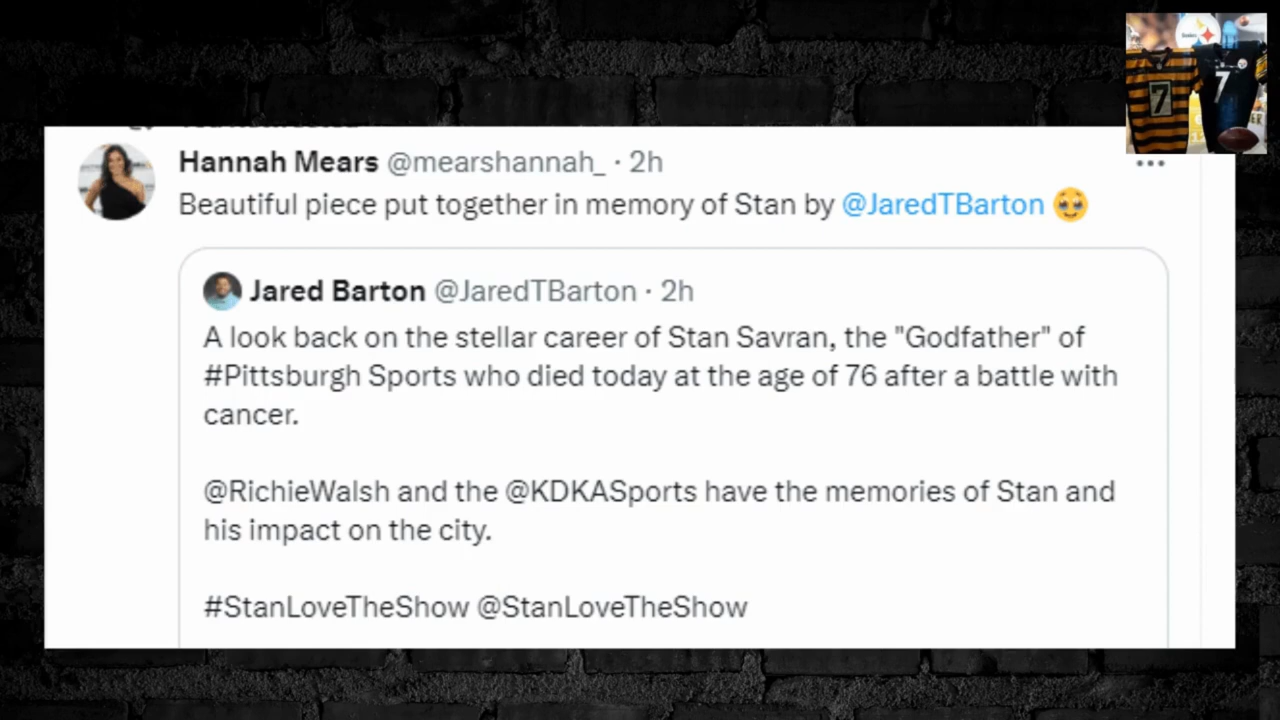 Hannah Mears @mearshannah_ · 2h
Beautiful piece put together in memory of Stan by @JaredTBarton 🥹
Jared Barton @JaredTBarton · 2h
A look back on the stellar career of Stan Savran, the "Godfather" of
#Pittsburgh Sports who died today at the age of 76 after a battle with
cancer.
@RichieWalsh and the @KDKASports have the memories of Stan and
his impact on the city.
#StanLoveTheShow @StanLoveTheShow
7
7